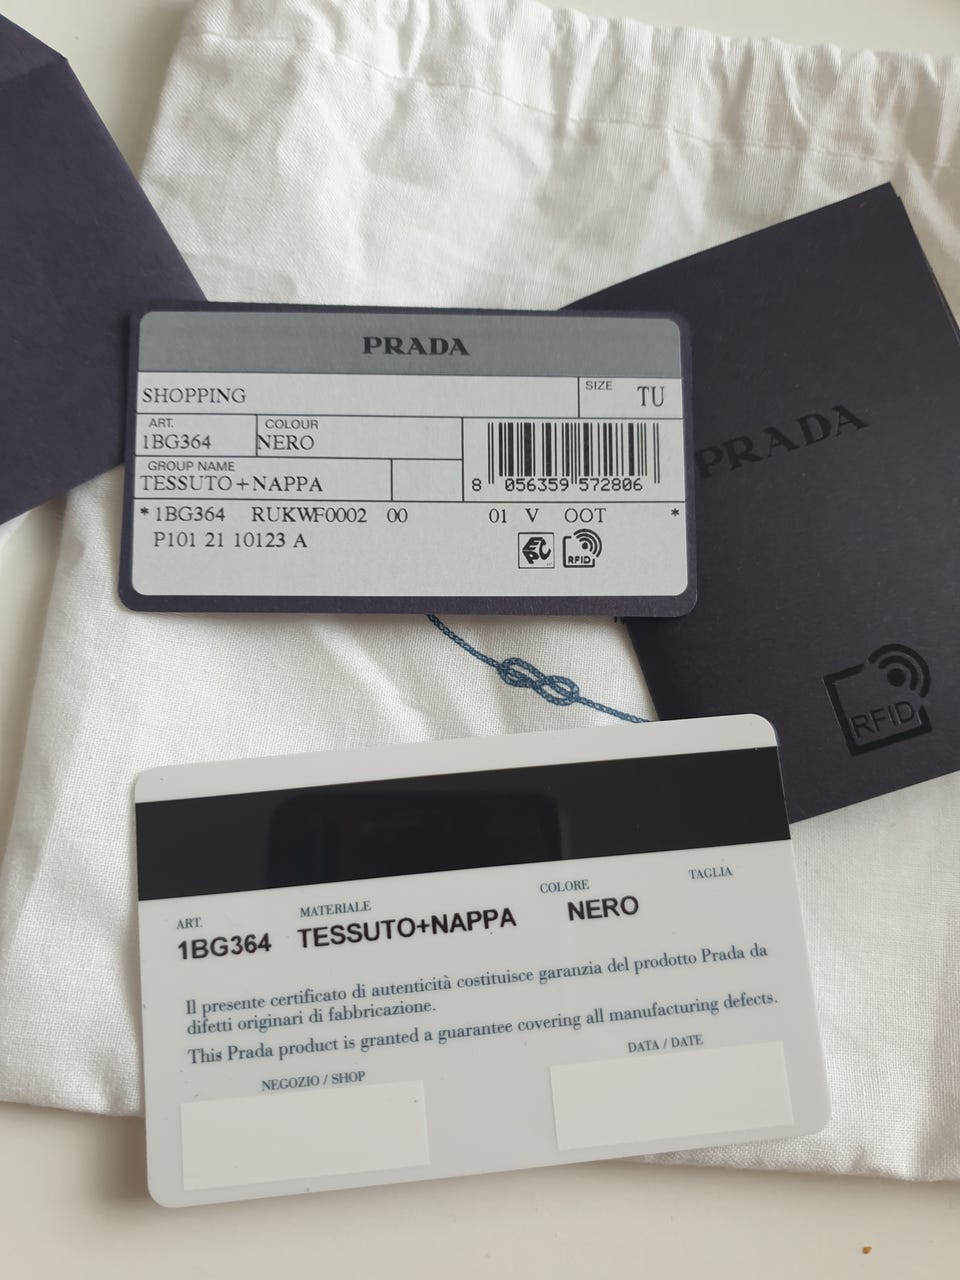 PRADA
SHOPPING
SIZE TU
ART. COLOUR
1BG364 NERO
GROUP NAME
TESSUTO+NAPPA
8 056359 572806
* 1BG364 RUKWF0002 00 01 V OOT *
P101 21 10123 A
EPC
RFID
PRADA
RFID
ART. MATERIALE COLORE TAGLIA
1BG364 TESSUTO+NAPPA NERO
Il presente certificato di autenticità costituisce garanzia del prodotto Prada da
difetti originari di fabbricazione.
This Prada product is granted a guarantee covering all manufacturing defects.
NEGOZIO / SHOP DATA / DATE